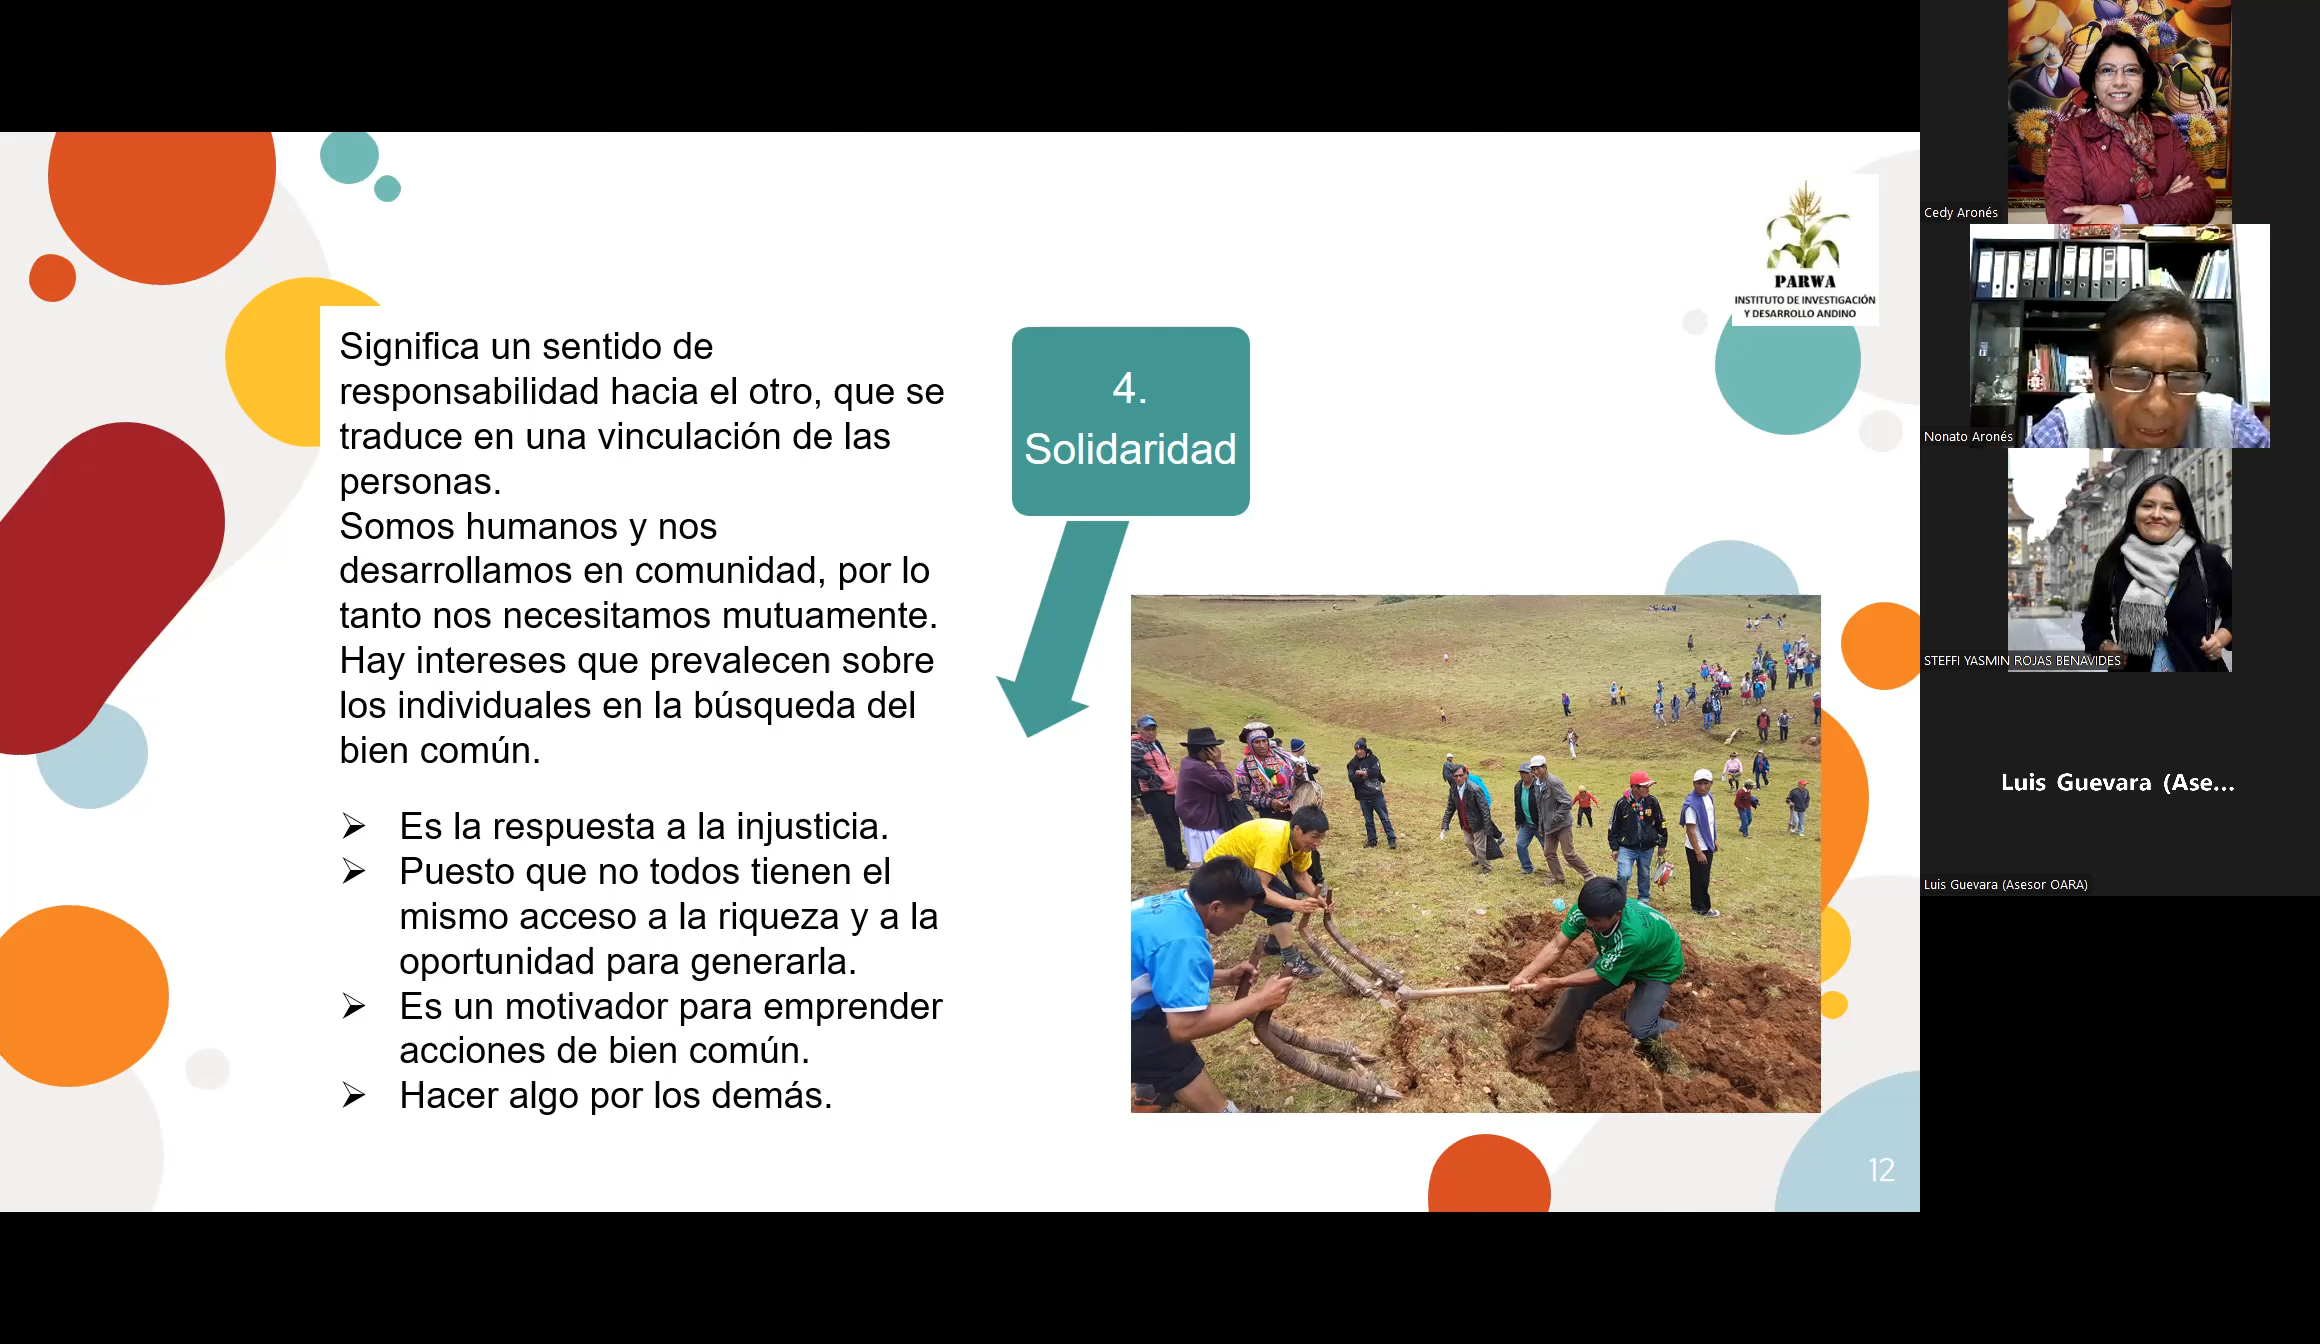 Significa un sentido de
responsabilidad hacia el otro, que se
traduce en una vinculación de las
personas.
Somos humanos y nos
desarrollamos en comunidad, por lo
tanto nos necesitamos mutuamente.
Hay intereses que prevalecen sobre
los individuales en la búsqueda del
bien común.
➢ Es la respuesta a la injusticia.
➢ Puesto que no todos tienen el
mismo acceso a la riqueza y a la
oportunidad para generarla.
➢ Es un motivador para emprender
acciones de bien común.
➢ Hacer algo por los demás.
4.
Solidaridad
PARWA
INSTITUTO DE INVESTIGACIÓN
Y DESARROLLO ANDINO
12
Cedy Aronés
Nonato Aronés
STEFFI YASMIN ROJAS BENAVIDES
Luis Guevara (Ase...
Luis Guevara (Asesor OARA)